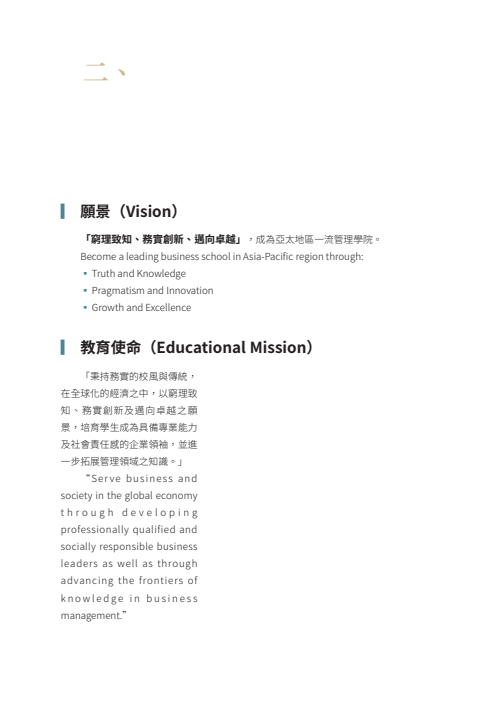 二、
願景（Vision）
「窮理致知、務實創新、邁向卓越」，成為亞太地區一流管理學院。
Become a leading business school in Asia-Pacific region through:
▪ Truth and Knowledge
▪ Pragmatism and Innovation
▪ Growth and Excellence
教育使命（Educational Mission）
「秉持務實的校風與傳統，
在全球化的經濟之中，以窮理致
知、務實創新及邁向卓越之願
景，培育學生成為具備專業能力
及社會責任感的企業領袖，並進
一步拓展管理領域之知識。」
“Serve business and
society in the global economy
through developing
professionally qualified and
socially responsible business
leaders as well as through
advancing the frontiers of
knowledge in business
management.”